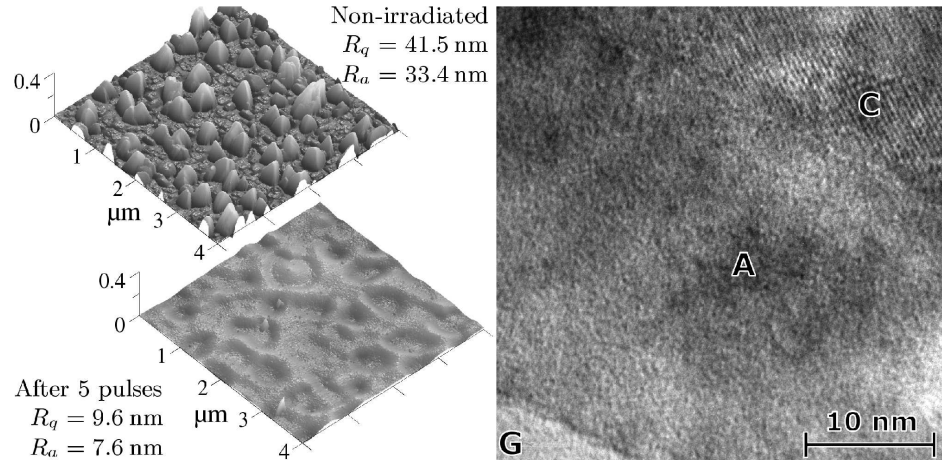 Non-irradiated
R_q = 41.5 nm
R_a = 33.4 nm
0.4
0
1
2
μm
3
4
0.4
0
1
2
μm
3
4
After 5 pulses
R_q = 9.6 nm
R_a = 7.6 nm
C
A
G
10 nm